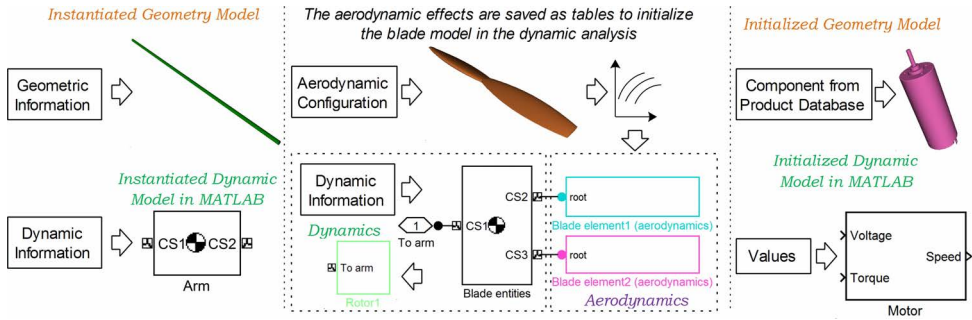 Instantiated Geometry Model
Geometric
Information
Instantiated Dynamic
Model in MATLAB
Dynamic
Information
CS1 CS2
Arm
The aerodynamic effects are saved as tables to initialize
the blade model in the dynamic analysis
Aerodynamic
Configuration
Dynamic
Information
Dynamics
1
To arm
To arm
Rotor1
CS1
CS2
CS3
Blade entities
root
Blade element1 (aerodynamics)
root
Blade element2 (aerodynamics)
Aerodynamics
Initialized Geometry Model
Component from
Product Database
Initialized Dynamic
Model in MATLAB
Values
Voltage
Torque
Speed
Motor